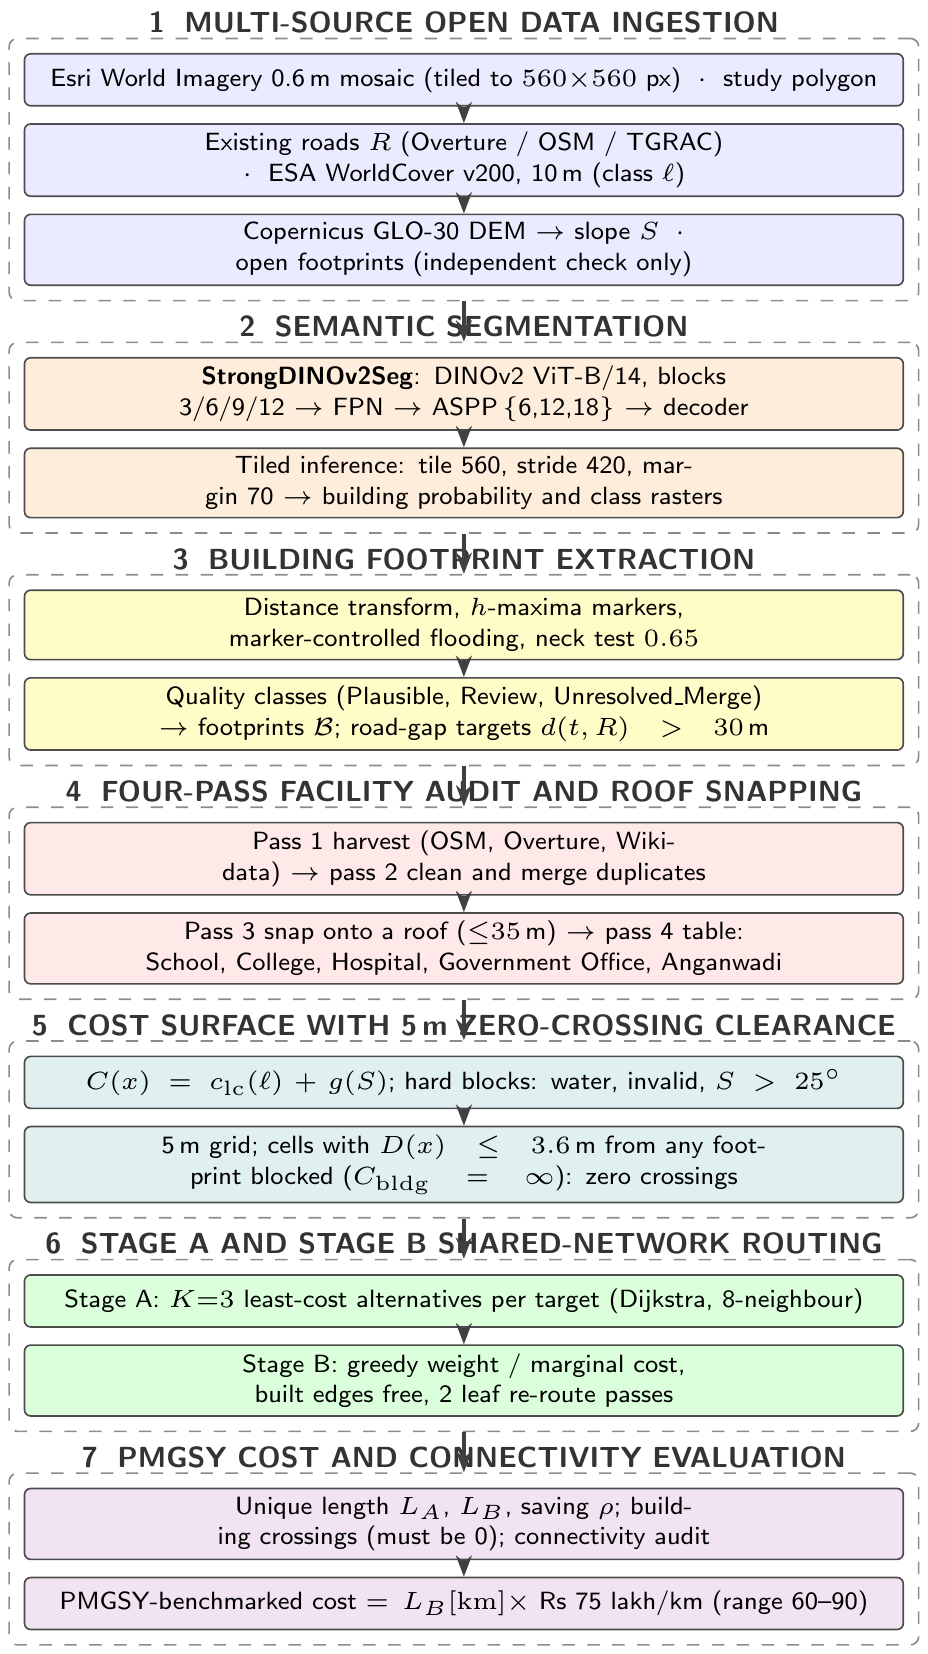 1 MULTI-SOURCE OPEN DATA INGESTION
Esri World Imagery 0.6 m mosaic (tiled to 560×560 px) · study polygon
Existing roads R (Overture / OSM / TGRAC)
· ESA WorldCover v200, 10 m (class ℓ)
Copernicus GLO-30 DEM → slope S ·
open footprints (independent check only)
2 SEMANTIC SEGMENTATION
StrongDINOv2Seg: DINOv2 ViT-B/14, blocks
3/6/9/12 → FPN → ASPP {6,12,18} → decoder
Tiled inference: tile 560, stride 420, mar-
gin 70 → building probability and class rasters
3 BUILDING FOOTPRINT EXTRACTION
Distance transform, h-maxima markers,
marker-controlled flooding, neck test 0.65
Quality classes (Plausible, Review, Unresolved_Merge)
→ footprints ℬ; road-gap targets d(t, R) > 30 m
4 FOUR-PASS FACILITY AUDIT AND ROOF SNAPPING
Pass 1 harvest (OSM, Overture, Wiki-
data) → pass 2 clean and merge duplicates
Pass 3 snap onto a roof (≤35 m) → pass 4 table:
School, College, Hospital, Government Office, Anganwadi
5 COST SURFACE WITH 5 m ZERO-CROSSING CLEARANCE
C(x) = c_lc(ℓ) + g(S); hard blocks: water, invalid, S > 25°
5 m grid; cells with D(x) ≤ 3.6 m from any foot-
print blocked (C_bldg = ∞): zero crossings
6 STAGE A AND STAGE B SHARED-NETWORK ROUTING
Stage A: K=3 least-cost alternatives per target (Dijkstra, 8-neighbour)
Stage B: greedy weight / marginal cost,
built edges free, 2 leaf re-route passes
7 PMGSY COST AND CONNECTIVITY EVALUATION
Unique length L_A, L_B, saving ρ; build-
ing crossings (must be 0); connectivity audit
PMGSY-benchmarked cost = L_B[km]× Rs 75 lakh/km (range 60–90)